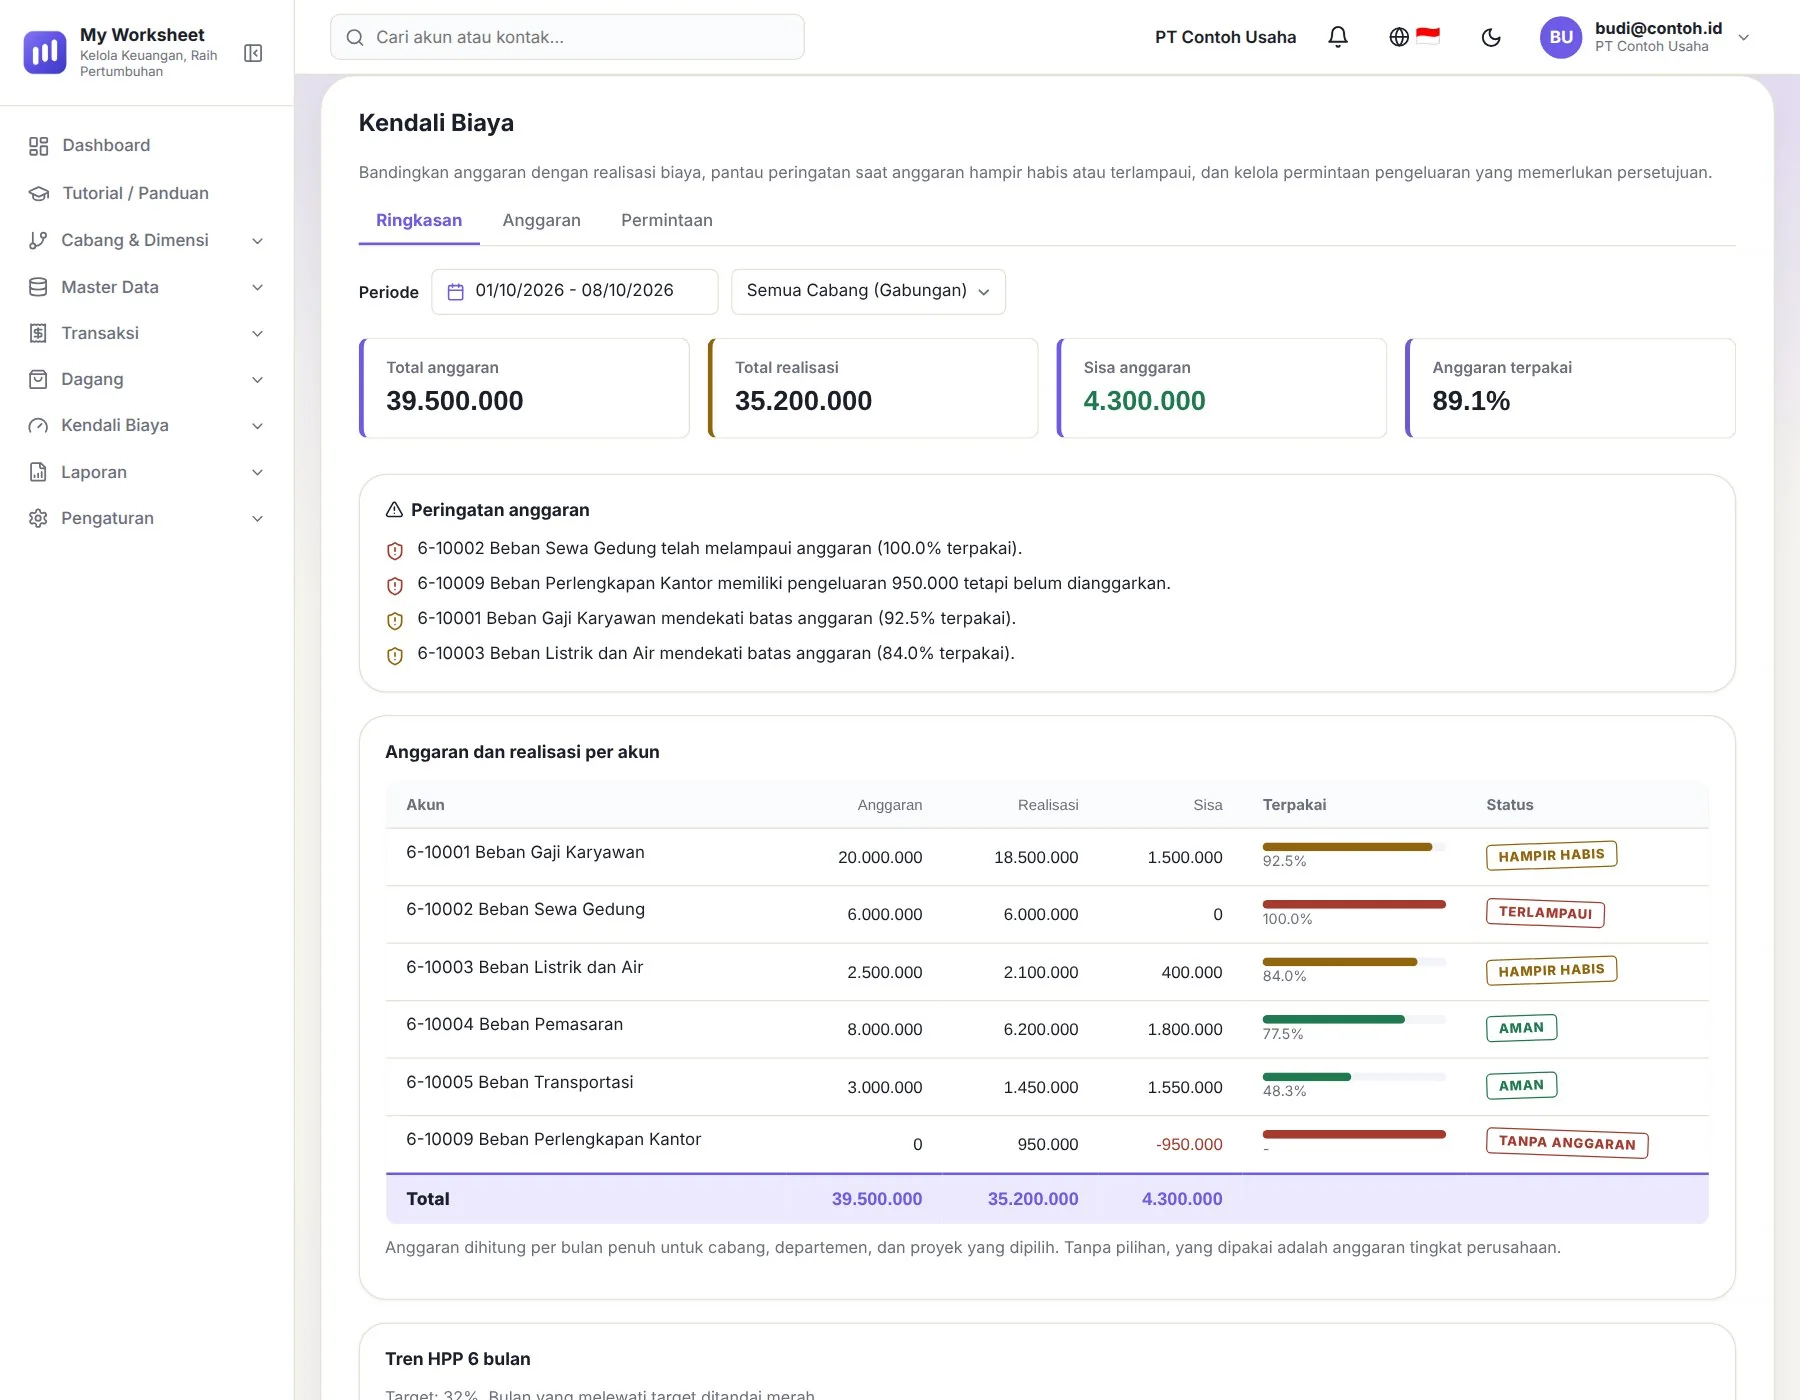 My Worksheet
Kelola Keuangan, Raih
Pertumbuhan
Cari akun atau kontak...
PT Contoh Usaha
BU
budi@contoh.id
PT Contoh Usaha
Dashboard
Tutorial / Panduan
Cabang & Dimensi
Master Data
Transaksi
Dagang
Kendali Biaya
Laporan
Pengaturan
Kendali Biaya
Bandingkan anggaran dengan realisasi biaya, pantau peringatan saat anggaran hampir habis atau terlampaui, dan kelola permintaan pengeluaran yang memerlukan persetujuan.
Ringkasan Anggaran Permintaan
Periode 01/10/2026 - 08/10/2026 Semua Cabang (Gabungan)
Total anggaran
39.500.000
Total realisasi
35.200.000
Sisa anggaran
4.300.000
Anggaran terpakai
89.1%
Peringatan anggaran
6-10002 Beban Sewa Gedung telah melampaui anggaran (100.0% terpakai).
6-10009 Beban Perlengkapan Kantor memiliki pengeluaran 950.000 tetapi belum dianggarkan.
6-10001 Beban Gaji Karyawan mendekati batas anggaran (92.5% terpakai).
6-10003 Beban Listrik dan Air mendekati batas anggaran (84.0% terpakai).
Anggaran dan realisasi per akun
Akun Anggaran Realisasi Sisa Terpakai Status
6-10001 Beban Gaji Karyawan 20.000.000 18.500.000 1.500.000 92.5% HAMPIR HABIS
6-10002 Beban Sewa Gedung 6.000.000 6.000.000 0 100.0% TERLAMPAUI
6-10003 Beban Listrik dan Air 2.500.000 2.100.000 400.000 84.0% HAMPIR HABIS
6-10004 Beban Pemasaran 8.000.000 6.200.000 1.800.000 77.5% AMAN
6-10005 Beban Transportasi 3.000.000 1.450.000 1.550.000 48.3% AMAN
6-10009 Beban Perlengkapan Kantor 0 950.000 -950.000 - TANPA ANGGARAN
Total 39.500.000 35.200.000 4.300.000
Anggaran dihitung per bulan penuh untuk cabang, departemen, dan proyek yang dipilih. Tanpa pilihan, yang dipakai adalah anggaran tingkat perusahaan.
Tren HPP 6 bulan
Target: 32%. Bulan yang melewati target ditandai merah.